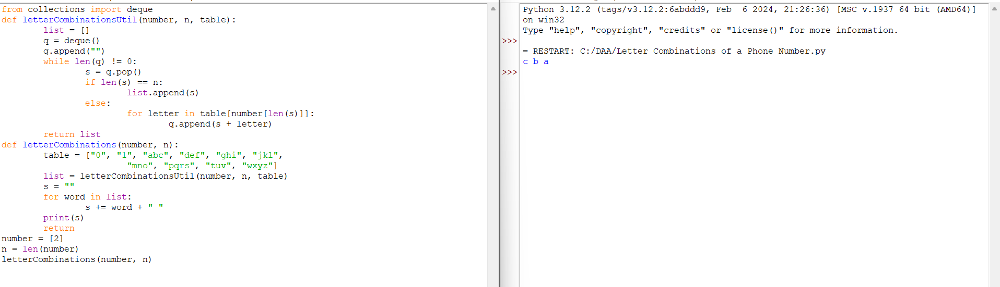 from collections import deque
def letterCombinationsUtil(number, n, table):
        list = []
        q = deque()
        q.append("")
        while len(q) != 0:
                s = q.pop()
                if len(s) == n:
                        list.append(s)
                else:
                        for letter in table[number[len(s)]]:
                                q.append(s + letter)
        return list
def letterCombinations(number, n):
        table = ["0", "1", "abc", "def", "ghi", "jkl",
                        "mno", "pqrs", "tuv", "wxyz"]
        list = letterCombinationsUtil(number, n, table)
        s = ""
        for word in list:
                s += word + " "
        print(s)
        return
number = [2]
n = len(number)
letterCombinations(number, n)
Python 3.12.2 (tags/v3.12.2:6abddd9, Feb  6 2024, 21:26:36) [MSC v.1937 64 bit (AMD64)]
on win32
Type "help", "copyright", "credits" or "license()" for more information.
>>>
= RESTART: C:/DAA/Letter Combinations of a Phone Number.py
c b a
>>>